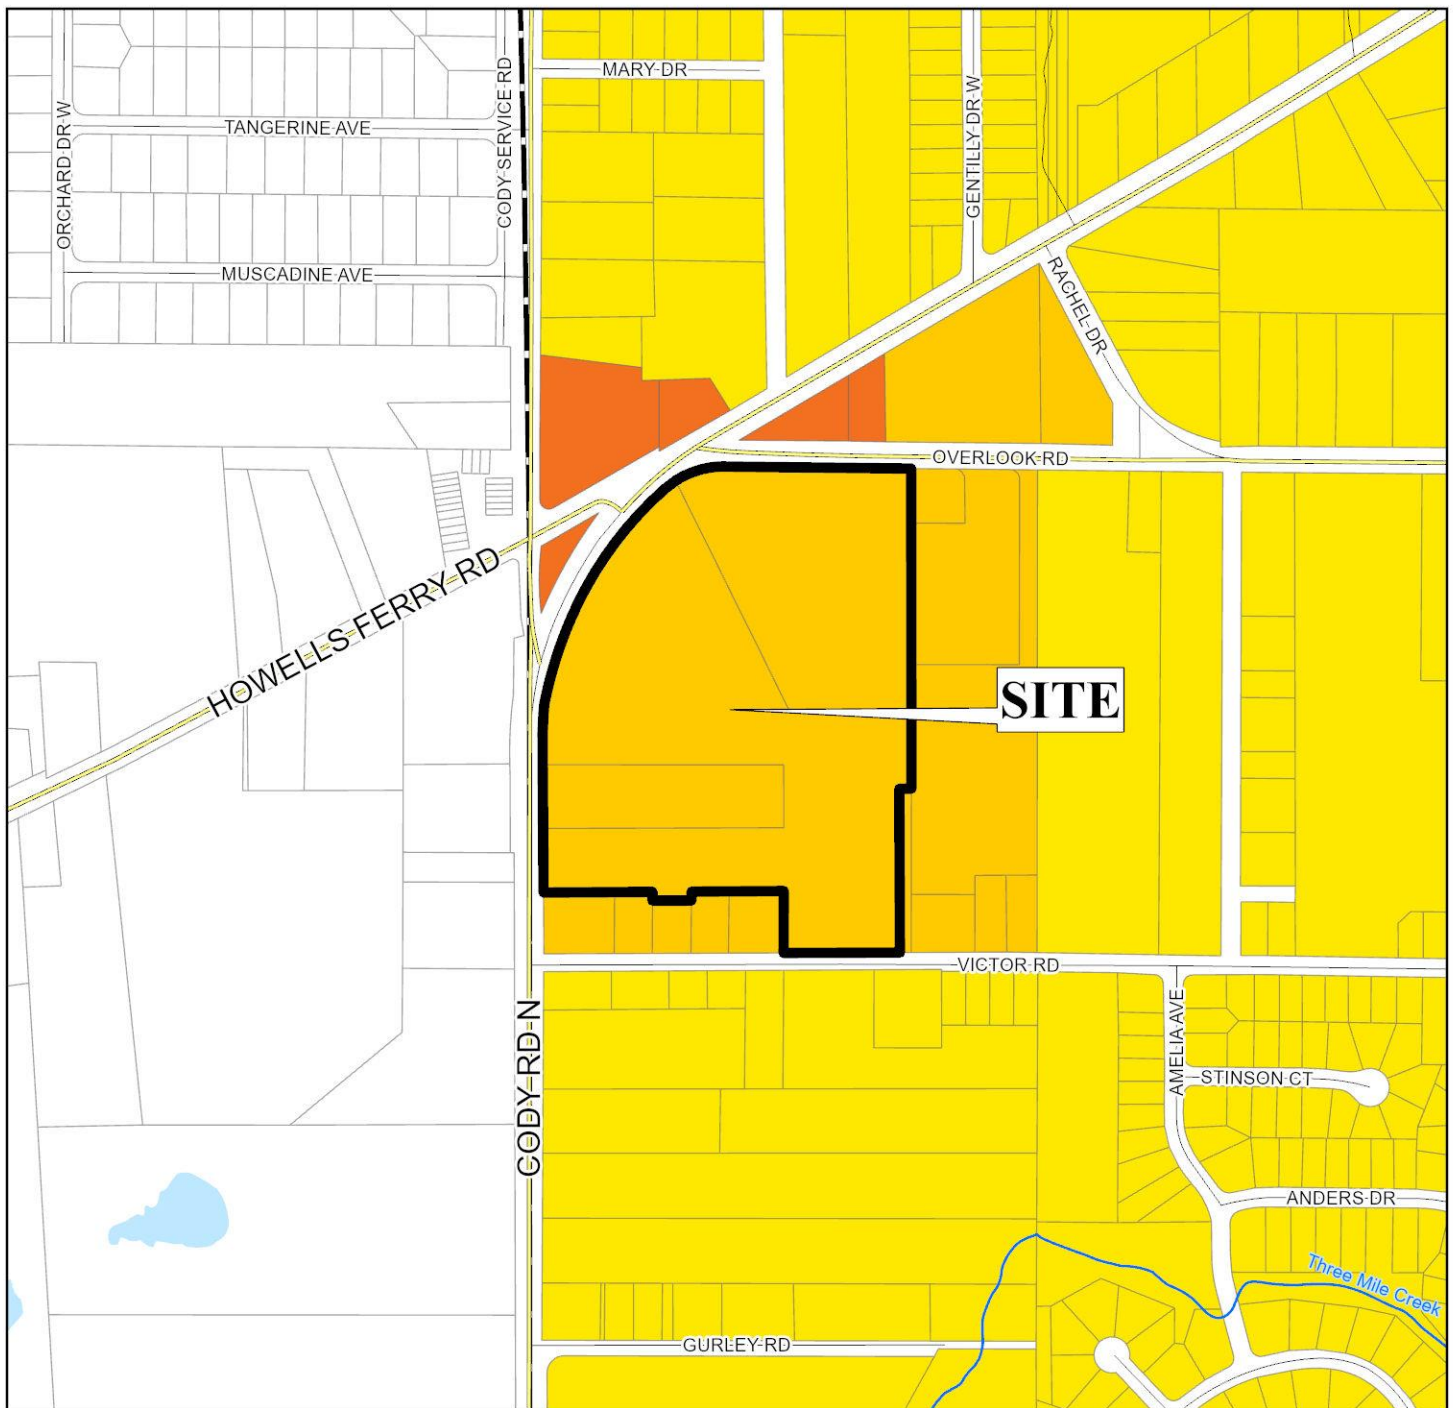 MARY DR
TANGERINE AVE
ORCHARD DR W
CODY SERVICE RD
GENTILLY DR W
MUSCADINE AVE
RACHEL DR
OVERLOOK RD
HOWELLS FERRY RD
SITE
VICTOR RD
CODY RD N
AMELIA AVE
STINSON CT
ANDERS DR
Three Mile Creek
GURLEY RD